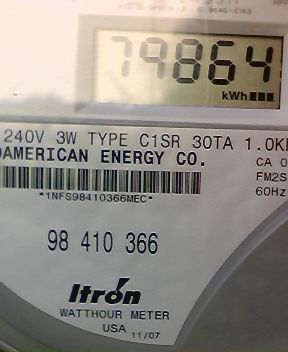 79864
kWh
240V 3W TYPE C1SR 30TA 1.0K
AMERICAN ENERGY CO.
CA 0
FM2S
60Hz
*1NFS98410366MEC*
98 410 366
Itron
WATTHOUR METER
USA 11/07